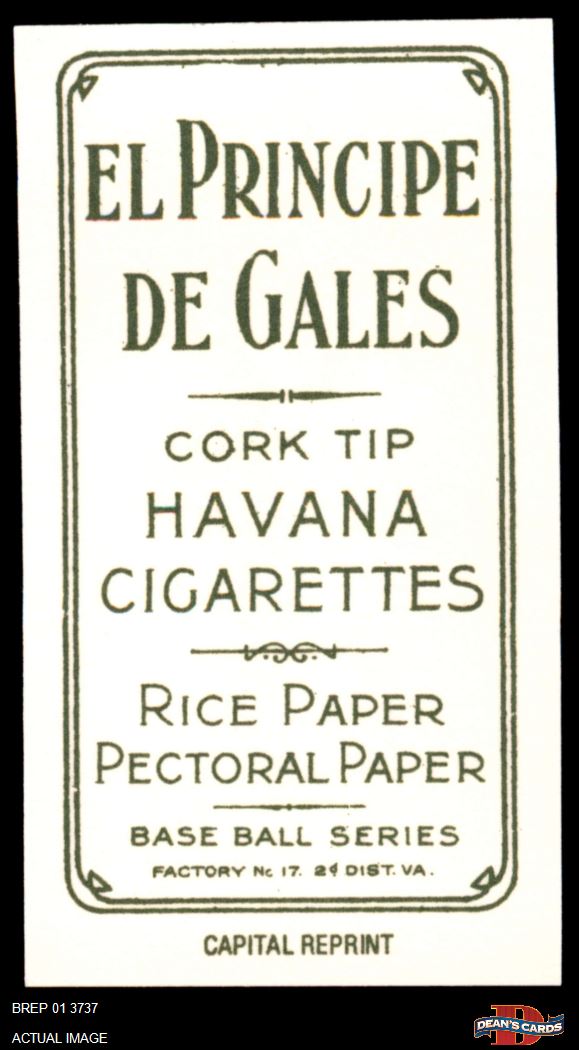 EL PRINCIPE
DE GALES
CORK TIP
HAVANA
CIGARETTES
RICE PAPER
PECTORAL PAPER
BASE BALL SERIES
FACTORY No 17. 2d DIST. VA.
CAPITAL REPRINT
BREP 01 3737
ACTUAL IMAGE
D
DEAN'S CARDS